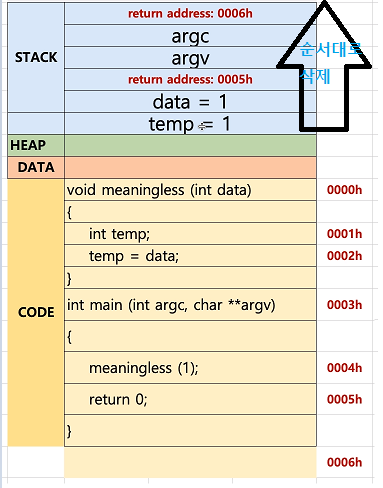 return address: 0006h
argc
순서대로
STACK
argv
삭제
return address: 0005h
data = 1
temp = 1
HEAP
DATA
void meaningless (int data)
0000h
{
int temp;
0001h
temp = data;
0002h
}
CODE
int main (int argc, char **argv)
0003h
{
meaningless (1);
0004h
return 0;
0005h
}
0006h